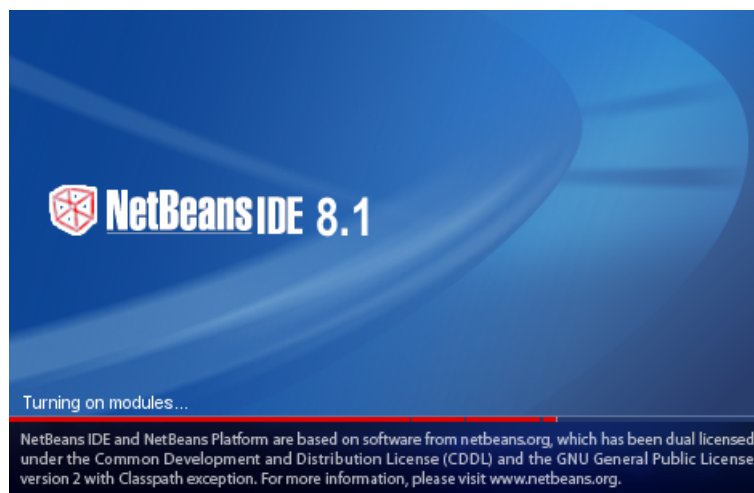 NetBeans IDE 8.1
Turning on modules...
NetBeans IDE and NetBeans Platform are based on software from netbeans.org, which has been dual licensed
under the Common Development and Distribution License (CDDL) and the GNU General Public License
version 2 with Classpath exception. For more information, please visit www.netbeans.org.